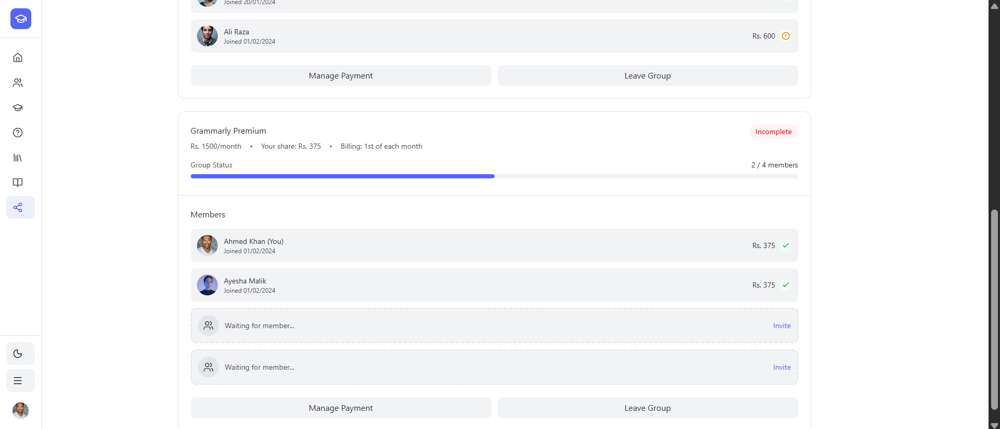 Joined 20/01/2024
Ali Raza
Joined 01/02/2024
Rs. 600
Manage Payment
Leave Group
Grammarly Premium
Incomplete
Rs. 1500/month • Your share: Rs. 375 • Billing: 1st of each month
Group Status
2 / 4 members
Members
Ahmed Khan (You)
Joined 01/02/2024
Rs. 375
Ayesha Malik
Joined 01/02/2024
Rs. 375
Waiting for member...
Invite
Waiting for member...
Invite
Manage Payment
Leave Group